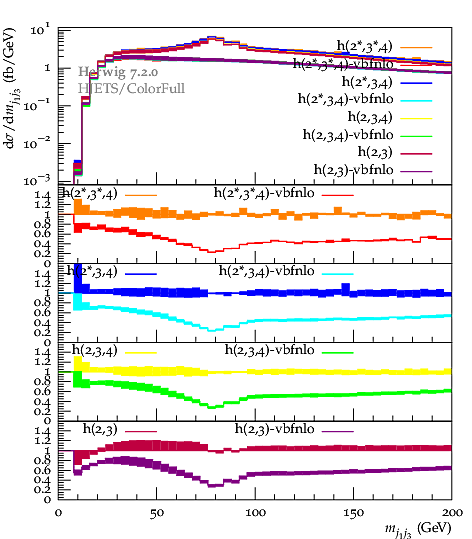 dσ/dm_{j₁j₃} (fb/GeV)
10¹
1
10⁻¹
10⁻²
10⁻³
Herwig 7.2.0
HJETS/ColorFull
h(2*,3*,4)
h(2*,3*,4)-vbfnlo
h(2*,3,4)
h(2*,3,4)-vbfnlo
h(2,3,4)
h(2,3,4)-vbfnlo
h(2,3)
h(2,3)-vbfnlo
h(2*,3*,4) h(2*,3*,4)-vbfnlo
1.4
1.2
1
0.8
0.6
0.4
0.2
0
h(2*,3,4) h(2*,3,4)-vbfnlo
1.4
1.2
1
0.8
0.6
0.4
0.2
0
h(2,3,4) h(2,3,4)-vbfnlo
1.4
1.2
1
0.8
0.6
0.4
0.2
0
h(2,3) h(2,3)-vbfnlo
1.4
1.2
1
0.8
0.6
0.4
0.2
0
0 50 100 150 200
m_{j₁j₃} (GeV)